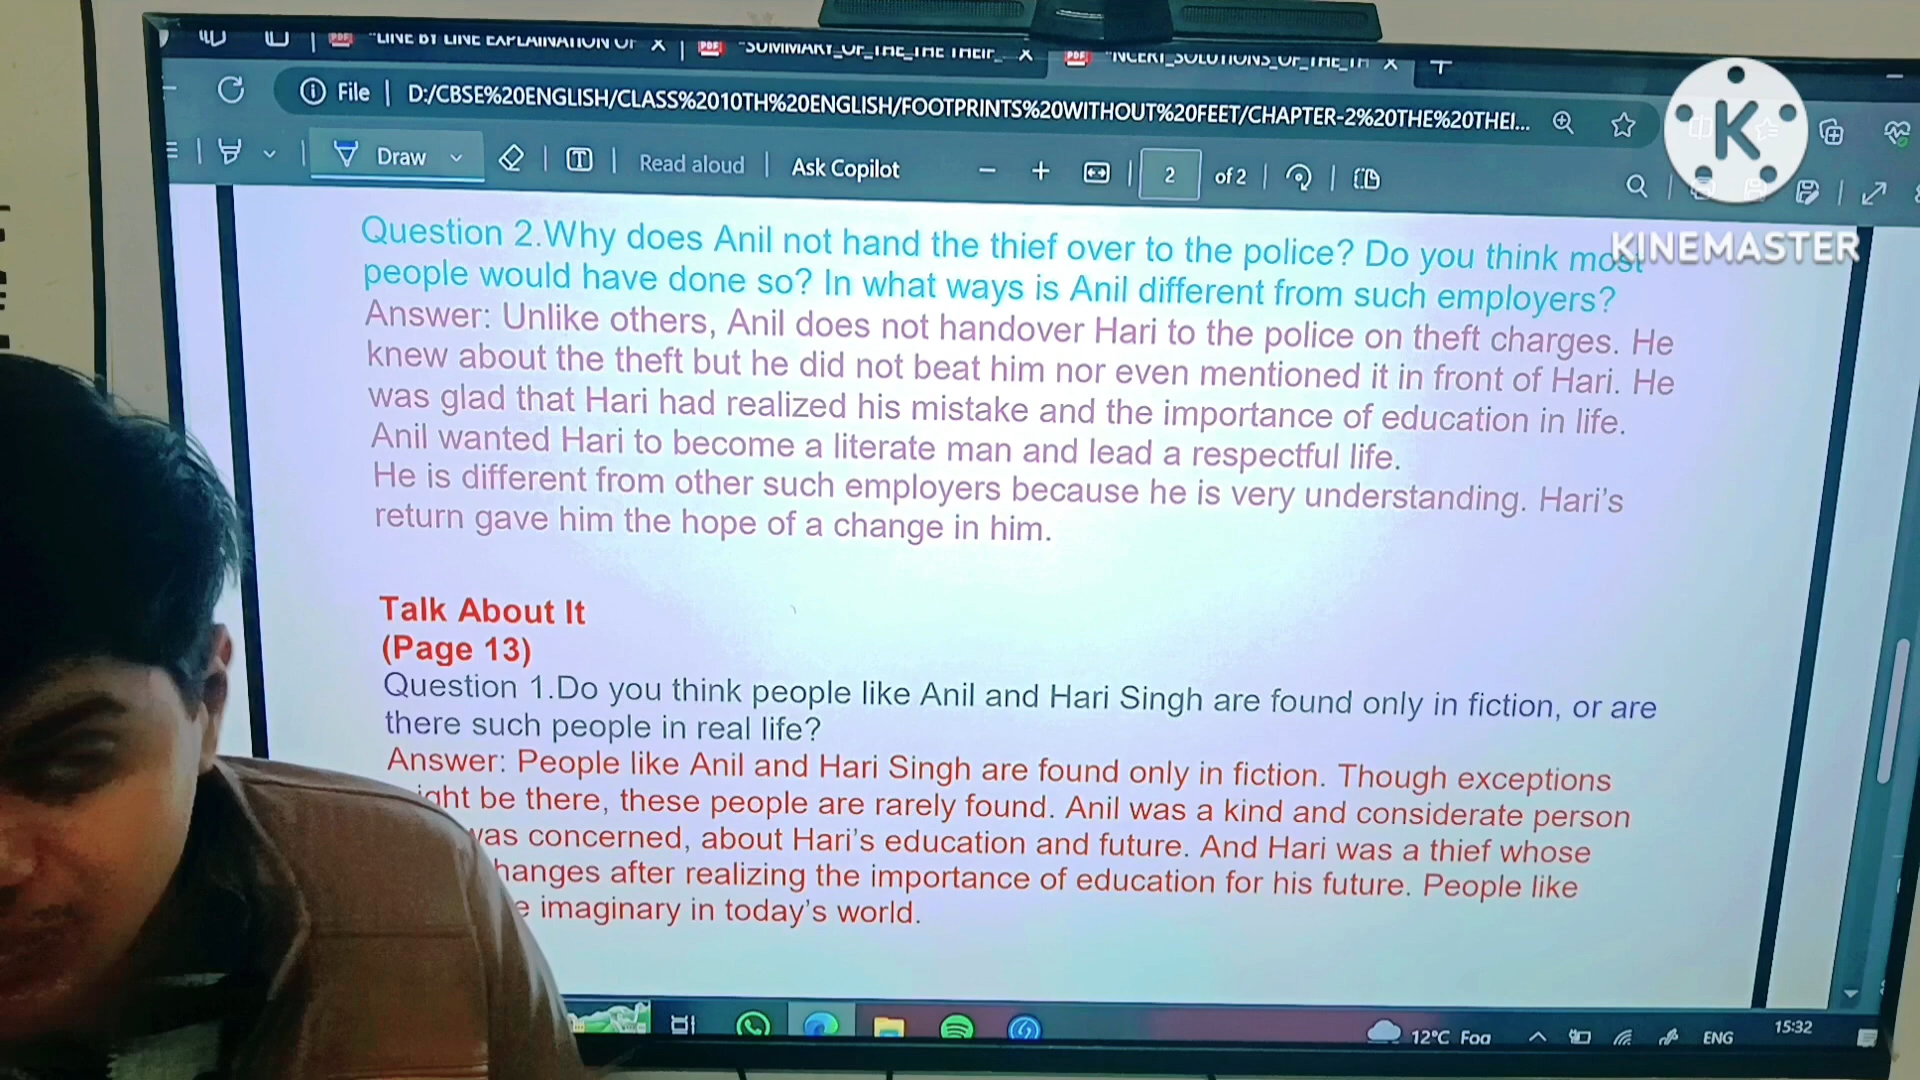 "LINE BY LINE EXPLAINATION OF
"SUMMARY_OF_THE_THE THEIF_
"NCERT_SOLUTIONS_OF_THE_TH
File
D:/CBSE%20ENGLISH/CLASS%2010TH%20ENGLISH/FOOTPRINTS%20WITHOUT%20FEET/CHAPTER-2%20THE%20THEI...
Draw
Read aloud
Ask Copilot
2
of 2
K
KINEMASTER
Question 2.Why does Anil not hand the thief over to the police? Do you think most
people would have done so? In what ways is Anil different from such employers?
Answer: Unlike others, Anil does not handover Hari to the police on theft charges. He
knew about the theft but he did not beat him nor even mentioned it in front of Hari. He
was glad that Hari had realized his mistake and the importance of education in life.
Anil wanted Hari to become a literate man and lead a respectful life.
He is different from other such employers because he is very understanding. Hari's
return gave him the hope of a change in him.
Talk About It
(Page 13)
Question 1.Do you think people like Anil and Hari Singh are found only in fiction, or are
there such people in real life?
Answer: People like Anil and Hari Singh are found only in fiction. Though exceptions
ight be there, these people are rarely found. Anil was a kind and considerate person
was concerned, about Hari's education and future. And Hari was a thief whose
hanges after realizing the importance of education for his future. People like
e imaginary in today's world.
12°C Fog
ENG
15:32